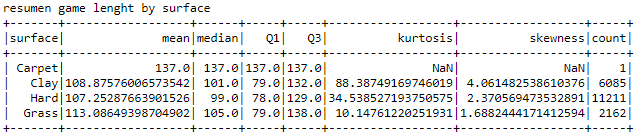 resumen game lenght by surface
+-------+------------------+------+-----+-----+------------------+------------------+-----+
|surface|              mean|median|   Q1|   Q3|          kurtosis|          skewness|count|
+-------+------------------+------+-----+-----+------------------+------------------+-----+
| Carpet|             137.0| 137.0|137.0|137.0|               NaN|               NaN|    1|
|   Clay|108.87576006573542| 101.0| 79.0|132.0| 88.38749169746019| 4.061482538610376| 6085|
|   Hard|107.25287663901526|  99.0| 78.0|129.0|34.538527193750575| 2.370569473532891|11211|
|  Grass|113.08649398704902| 105.0| 79.0|138.0| 10.14761220251931|1.6882444171412594| 2162|
+-------+------------------+------+-----+-----+------------------+------------------+-----+